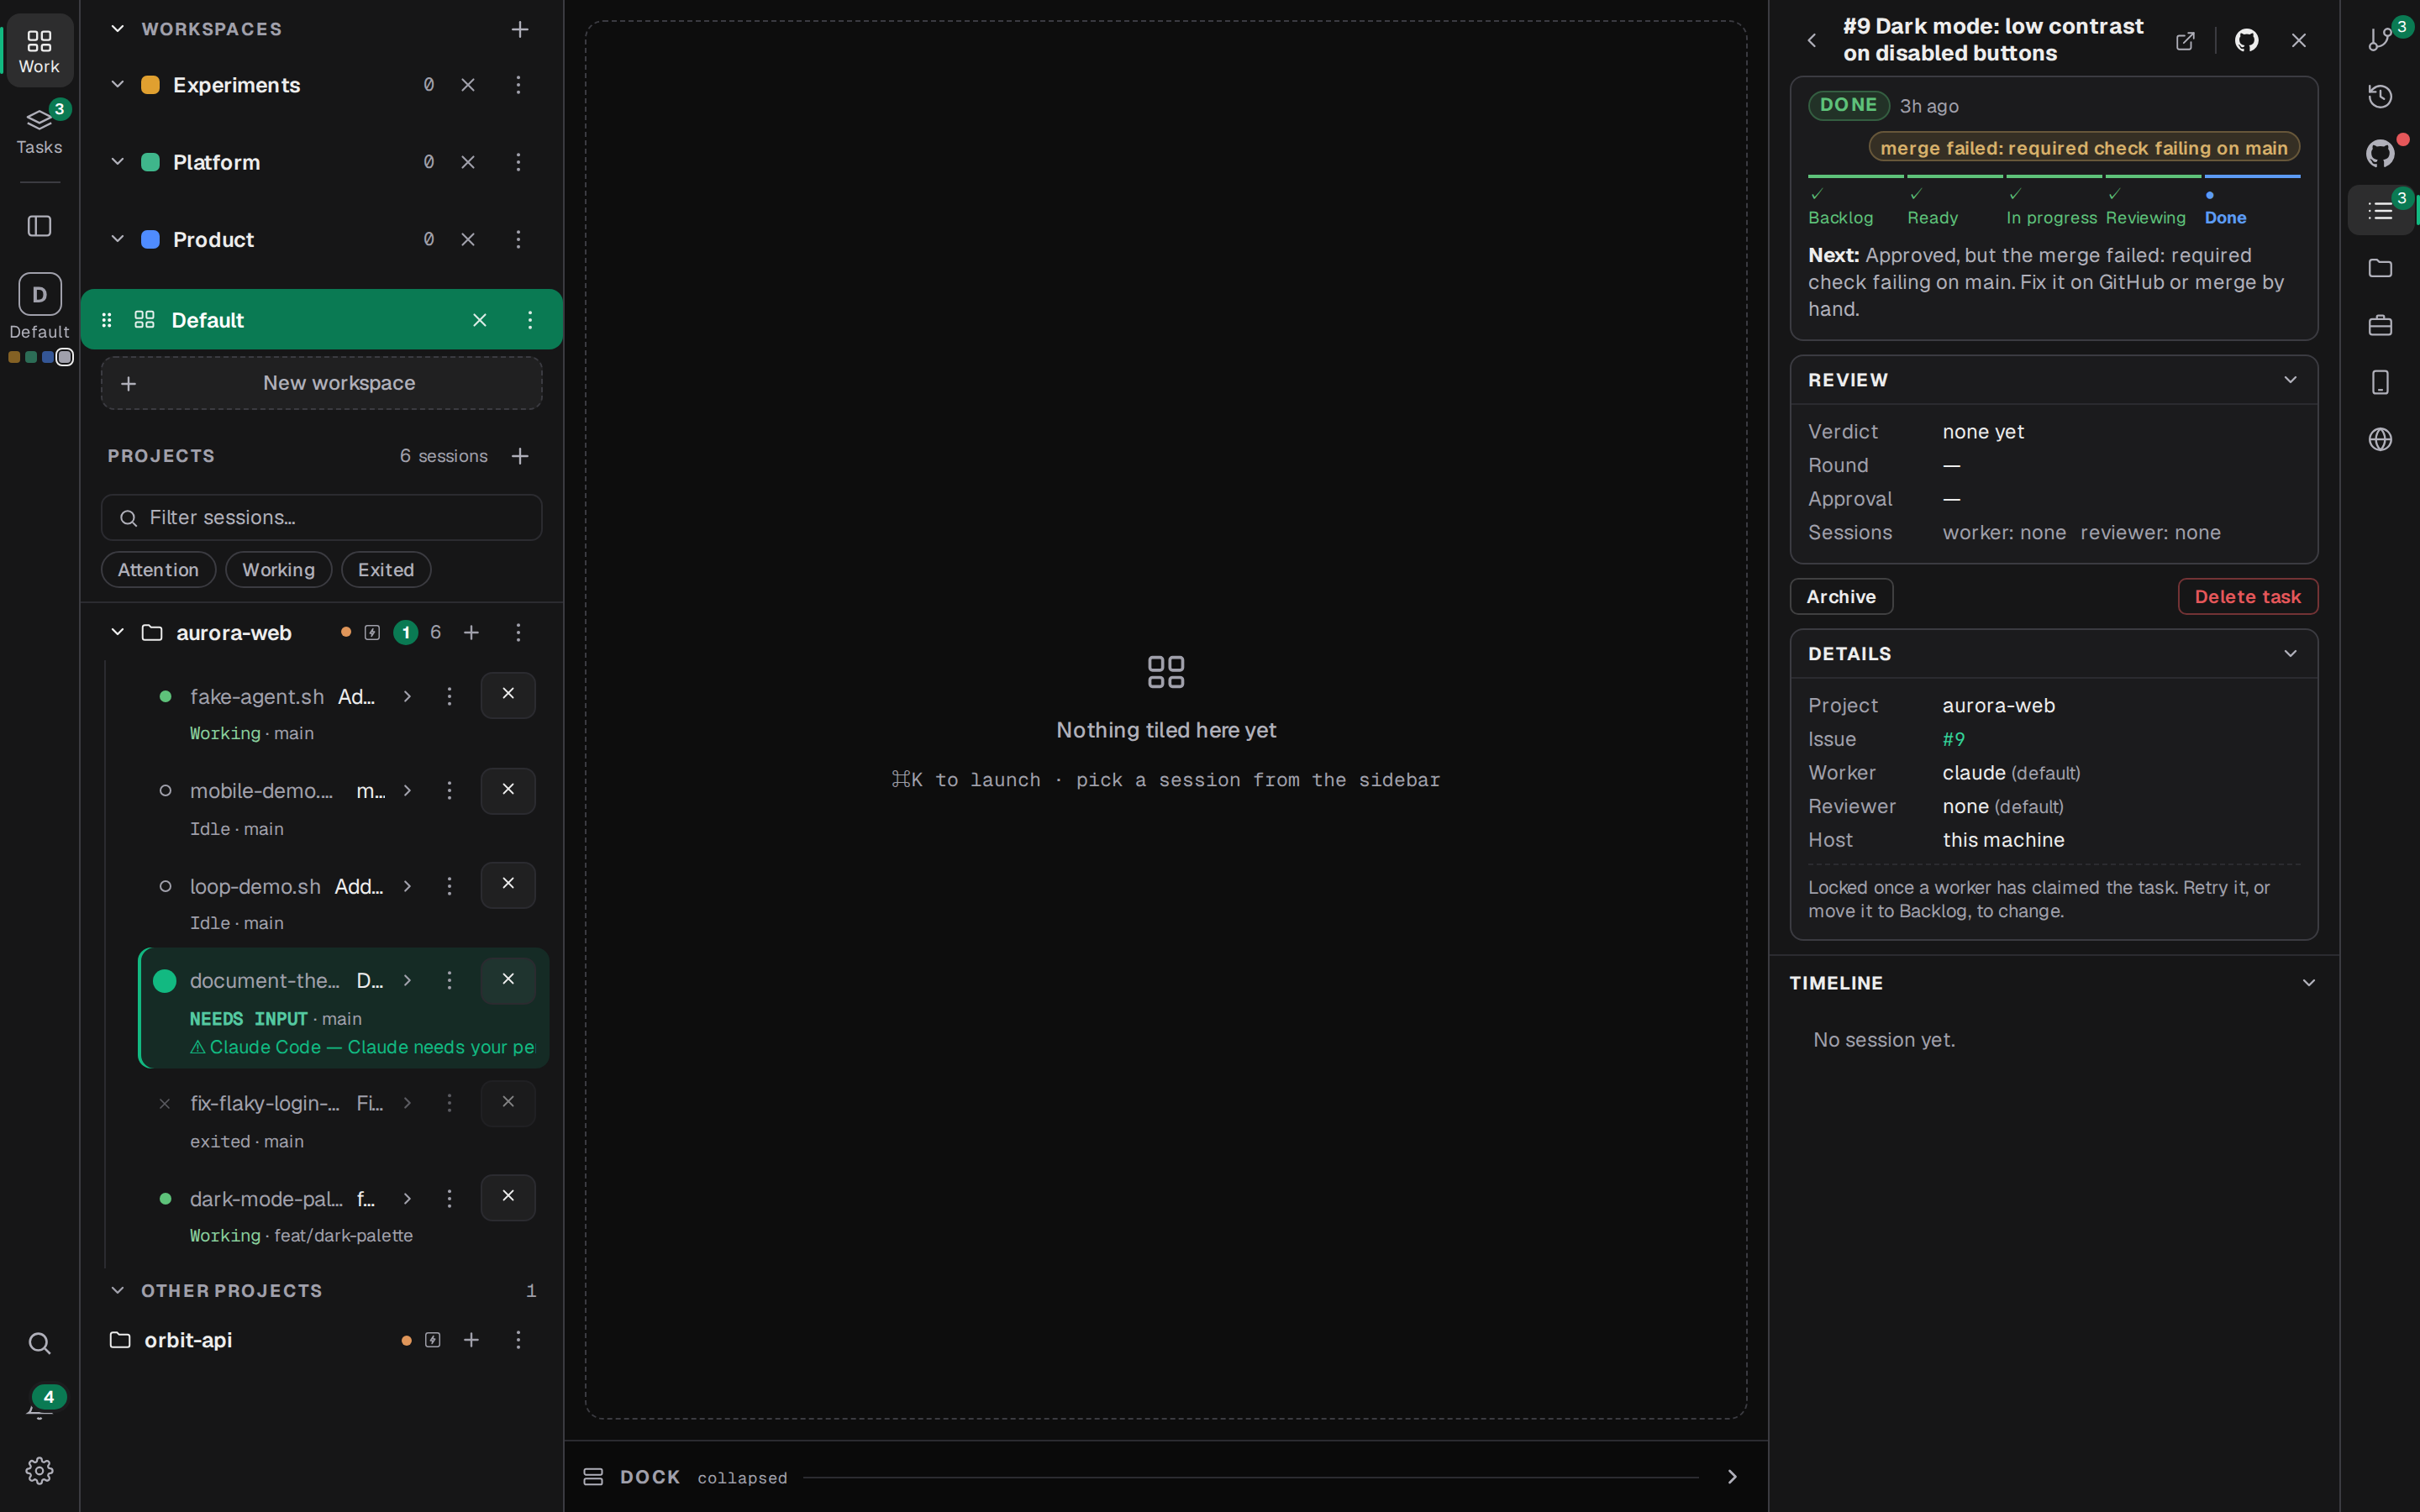 Work
3
Tasks
D
Default
4
WORKSPACES
Experiments 0
Platform 0
Product 0
Default
New workspace
PROJECTS 6 sessions
Filter sessions...
Attention Working Exited
aurora-web 1 6
fake-agent.sh Ad...
Working · main
mobile-demo.... m...
Idle · main
loop-demo.sh Add...
Idle · main
document-the... D...
NEEDS INPUT · main
⚠ Claude Code — Claude needs your pe
fix-flaky-login-... Fi...
exited · main
dark-mode-pal... f...
Working · feat/dark-palette
OTHER PROJECTS 1
orbit-api
Nothing tiled here yet
⌘K to launch · pick a session from the sidebar
DOCK collapsed
#9 Dark mode: low contrast
on disabled buttons
DONE 3h ago
merge failed: required check failing on main
✓ ✓ ✓ ✓
Backlog Ready In progress Reviewing Done
Next: Approved, but the merge failed: required
check failing on main. Fix it on GitHub or merge by
hand.
REVIEW
Verdict none yet
Round —
Approval —
Sessions worker: none reviewer: none
Archive Delete task
DETAILS
Project aurora-web
Issue #9
Worker claude (default)
Reviewer none (default)
Host this machine
Locked once a worker has claimed the task. Retry it, or
move it to Backlog, to change.
TIMELINE
No session yet.
3
3